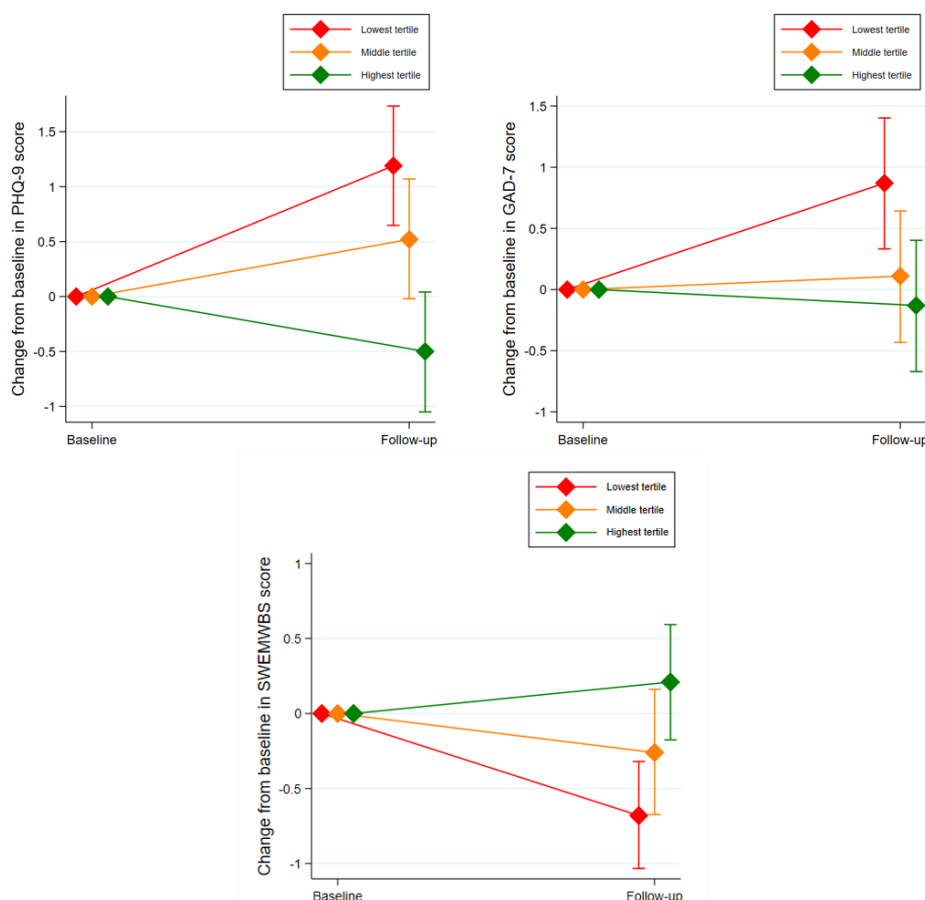 Lowest tertile
Middle tertile
Highest tertile
Change from baseline in PHQ-9 score
1.5
1
0.5
0
-0.5
-1
Baseline
Follow-up
Lowest tertile
Middle tertile
Highest tertile
Change from baseline in GAD-7 score
1.5
1
0.5
0
-0.5
-1
Baseline
Follow-up
Lowest tertile
Middle tertile
Highest tertile
Change from baseline in SWEMWBS score
1
0.5
0
-0.5
-1
Baseline
Follow-up